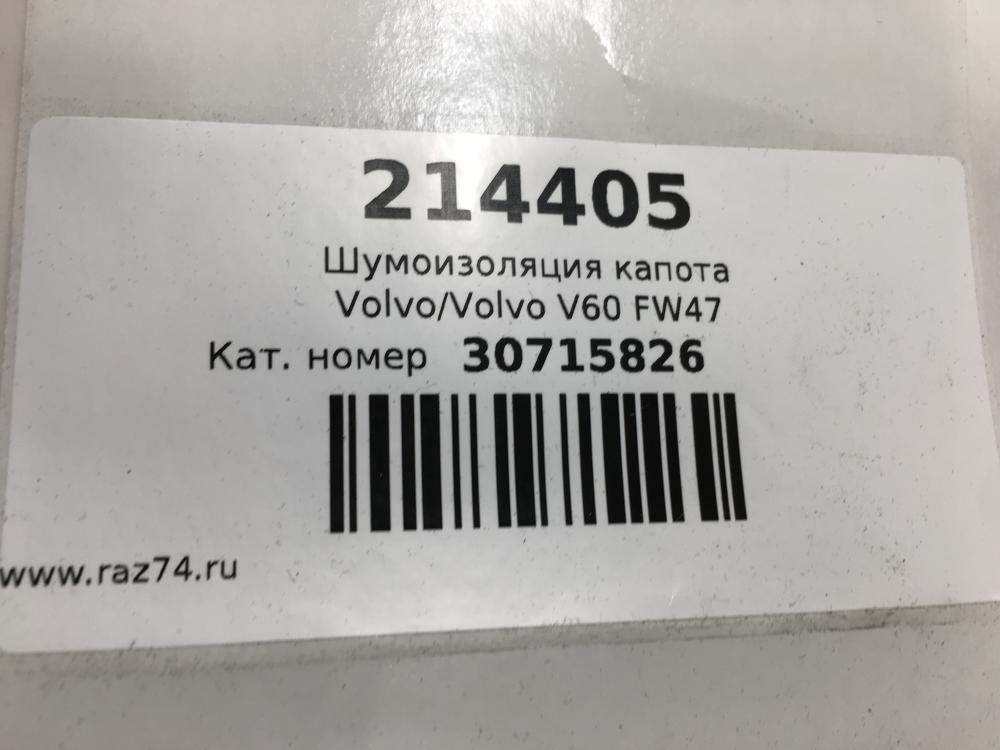 214405
Шумоизоляция капота
Volvo/Volvo V60 FW47
Кат. номер 30715826
www.raz74.ru